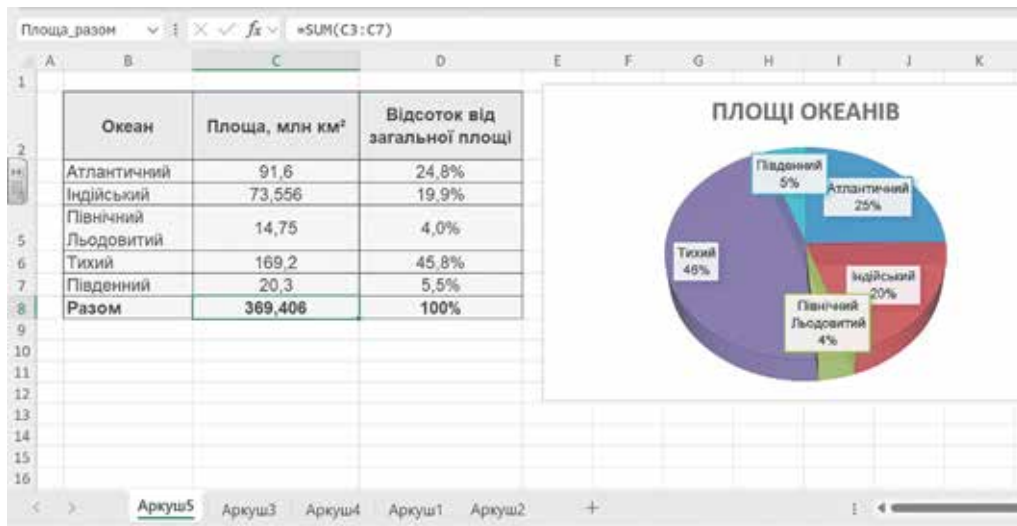 Площа_разом fx =SUM(C3:C7)
A B C D E F G H I J K
1
2 Океан Площа, млн км² Відсоток від загальної площі
Атлантичний 91,6 24,8%
Індійський 73,556 19,9%
5 Північний Льодовитий 14,75 4,0%
6 Тихий 169,2 45,8%
7 Південний 20,3 5,5%
8 Разом 369,406 100%
9
10
11
12
13
14
15
16
ПЛОЩІ ОКЕАНІВ
Південний
5%
Атлантичний
25%
Тихий
46%
Індійський
20%
Північний
Льодовитий
4%
Аркуш5 Аркуш3 Аркуш4 Аркуш1 Аркуш2 +